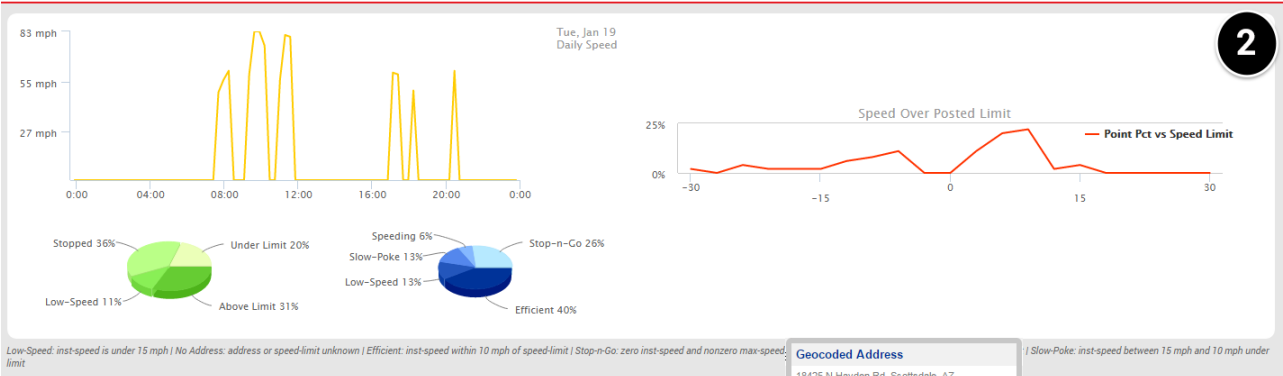 83 mph
55 mph
27 mph
0:00
04:00
08:00
12:00
16:00
20:00
0:00
Tue, Jan 19
Daily Speed
2
Speed Over Posted Limit
25%
0%
Point Pct vs Speed Limit
-30
-15
0
15
30
Stopped 36%
Under Limit 20%
Low-Speed 11%
Above Limit 31%
Speeding 6%
Stop-n-Go 26%
Slow-Poke 13%
Low-Speed 13%
Efficient 40%
Low-Speed: inst-speed is under 15 mph | No Address: address or speed-limit unknown | Efficient: inst-speed within 10 mph of speed-limit | Stop-n-Go: zero inst-speed and nonzero max-speed
| Slow-Poke: inst-speed between 15 mph and 10 mph under
limit
Geocoded Address
18425 N Hayden Rd, Scottsdale, AZ